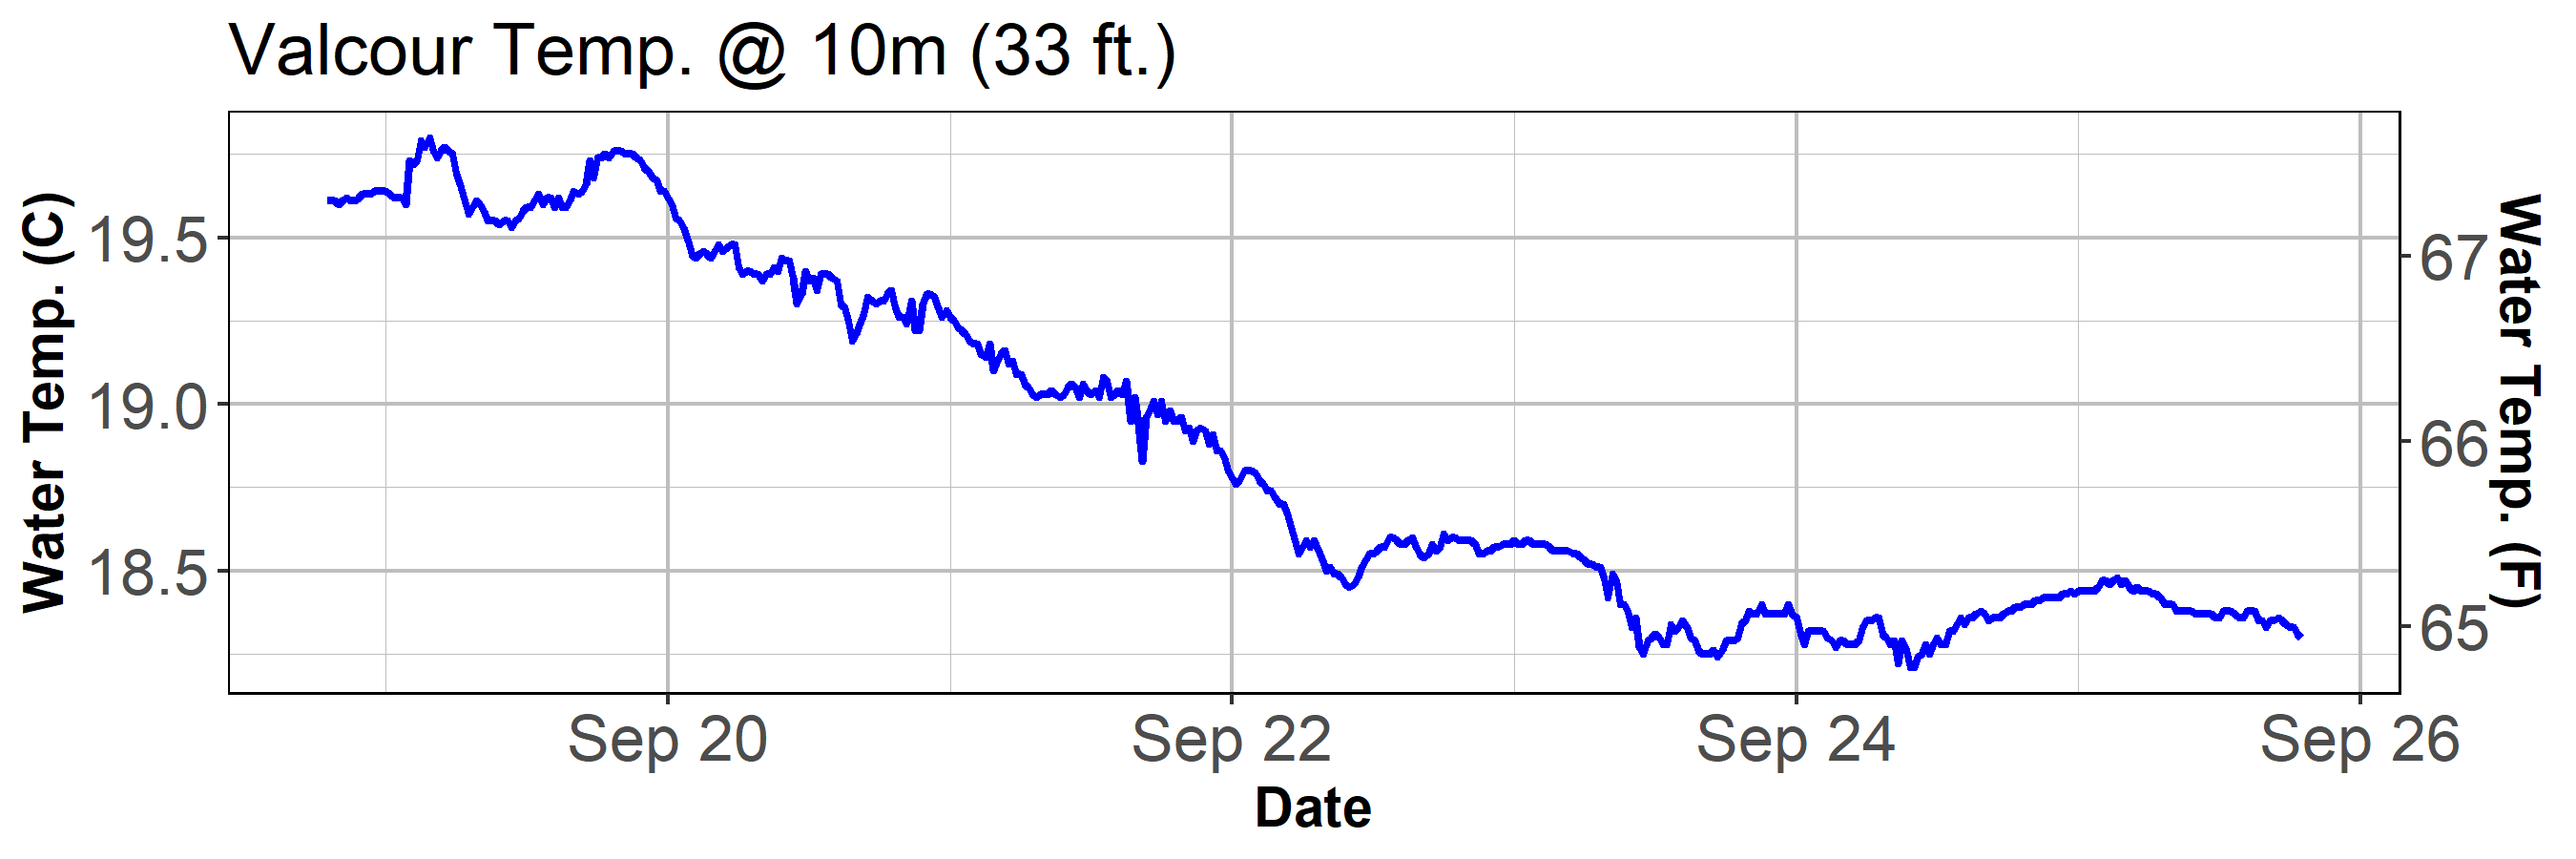 Valcour Temp. @ 10m (33 ft.)
Water Temp. (C)
19.5
19.0
18.5
67
66
65
Water Temp. (F)
Sep 20
Sep 22
Sep 24
Sep 26
Date